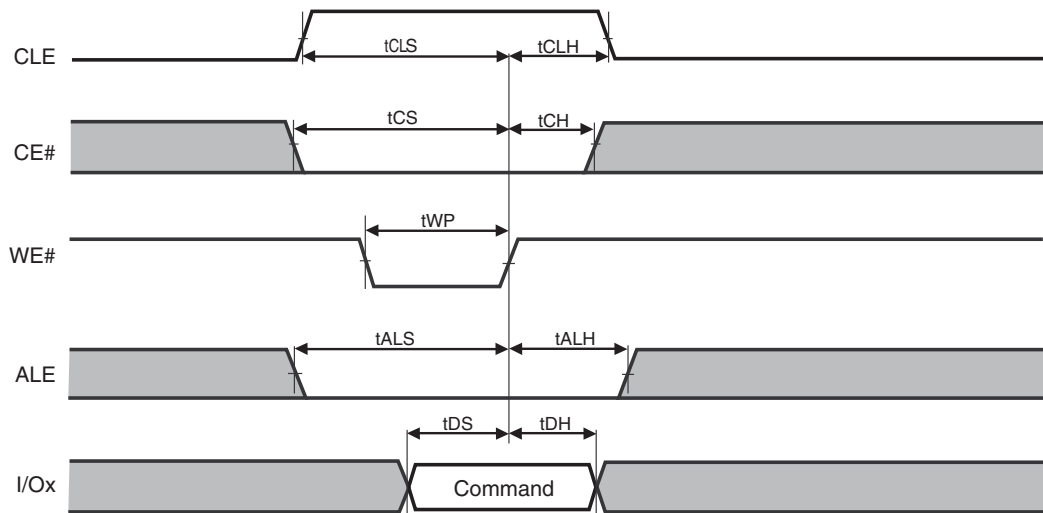 CLE
tCLS
tCLH
CE#
tCS
tCH
WE#
tWP
ALE
tALS
tALH
I/Ox
tDS
tDH
Command